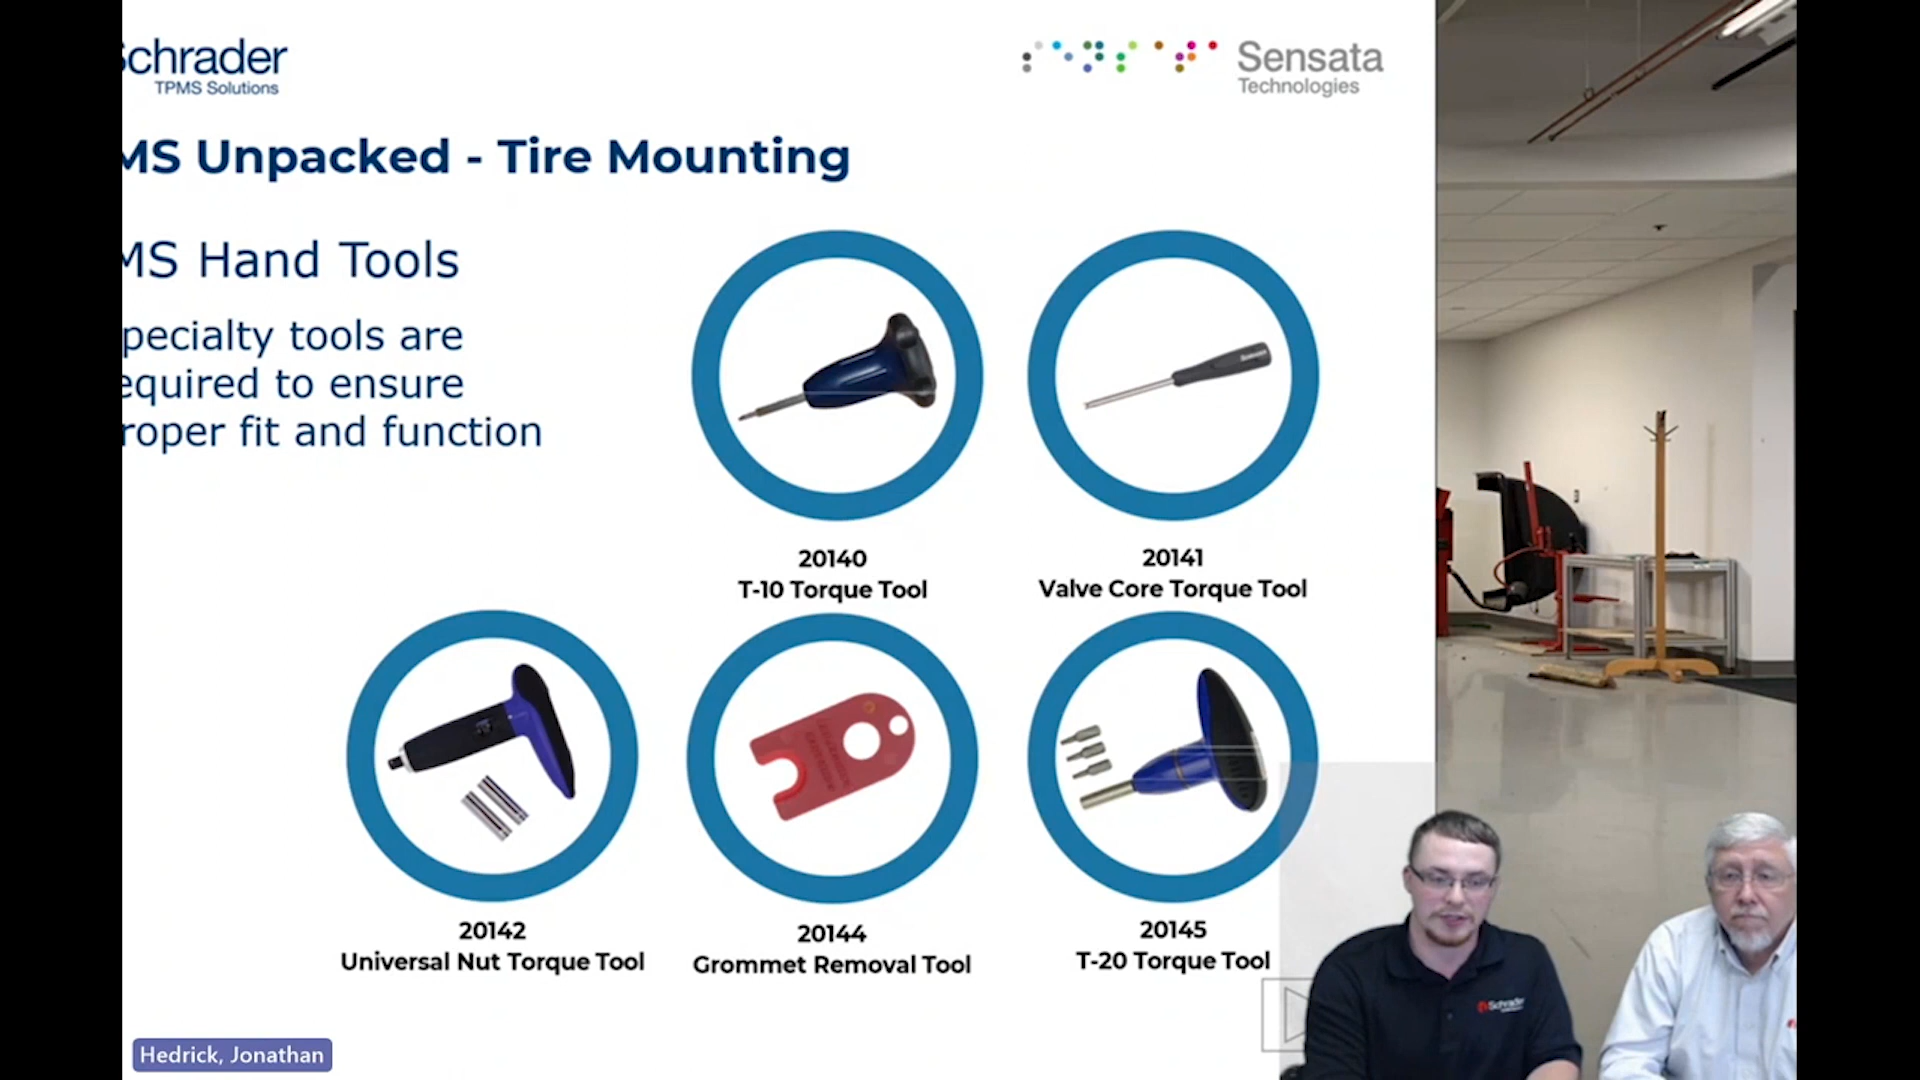 Schrader
TPMS Solutions
Sensata
Technologies
MS Unpacked - Tire Mounting
MS Hand Tools
pecialty tools are
equired to ensure
roper fit and function
20140
T-10 Torque Tool
20141
Valve Core Torque Tool
20142
Universal Nut Torque Tool
20144
Grommet Removal Tool
20145
T-20 Torque Tool
Schrader
Hedrick, Jonathan